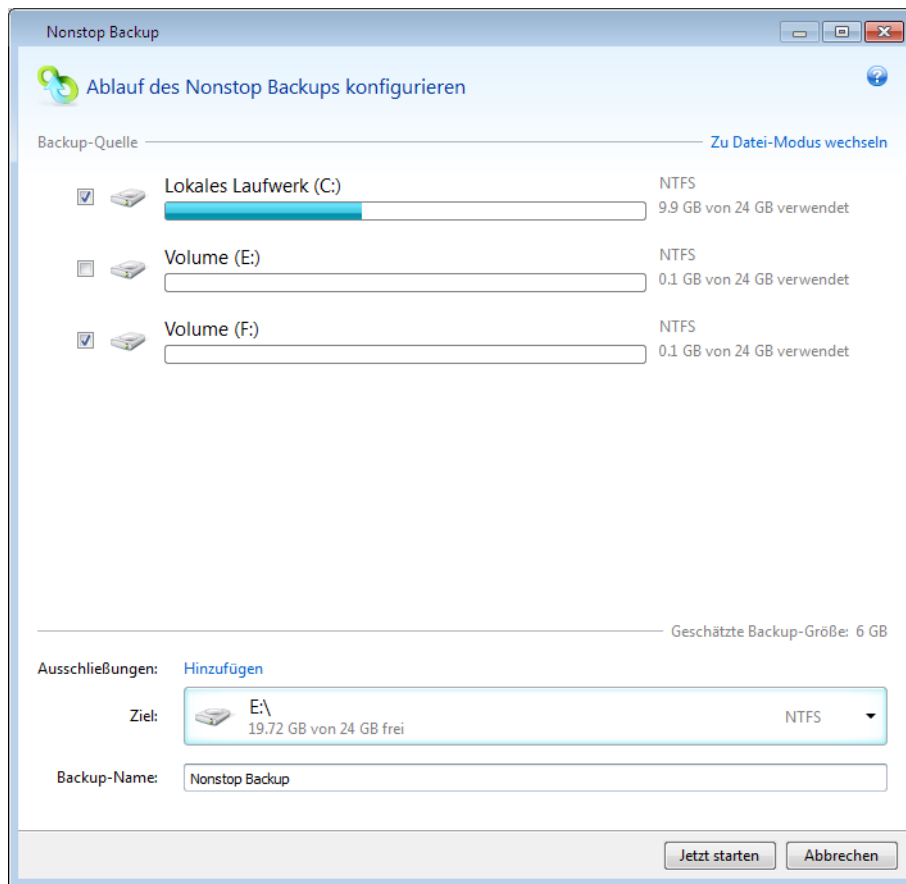 Nonstop Backup
Ablauf des Nonstop Backups konfigurieren
?
Backup-Quelle
Zu Datei-Modus wechseln
Lokales Laufwerk (C:)
NTFS
9.9 GB von 24 GB verwendet
Volume (E:)
NTFS
0.1 GB von 24 GB verwendet
Volume (F:)
NTFS
0.1 GB von 24 GB verwendet
Geschätzte Backup-Größe: 6 GB
Ausschließungen: Hinzufügen
Ziel:
E:\
19.72 GB von 24 GB frei
NTFS
Backup-Name: Nonstop Backup
Jetzt starten Abbrechen